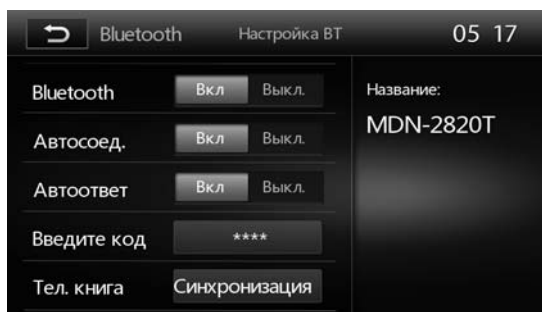 Bluetooth Настройка ВТ 05 17
Bluetooth Вкл Выкл.
Название:
Автосоед. Вкл Выкл.
MDN-2820T
Автоответ Вкл Выкл.
Введите код ****
Тел. книга Синхронизация